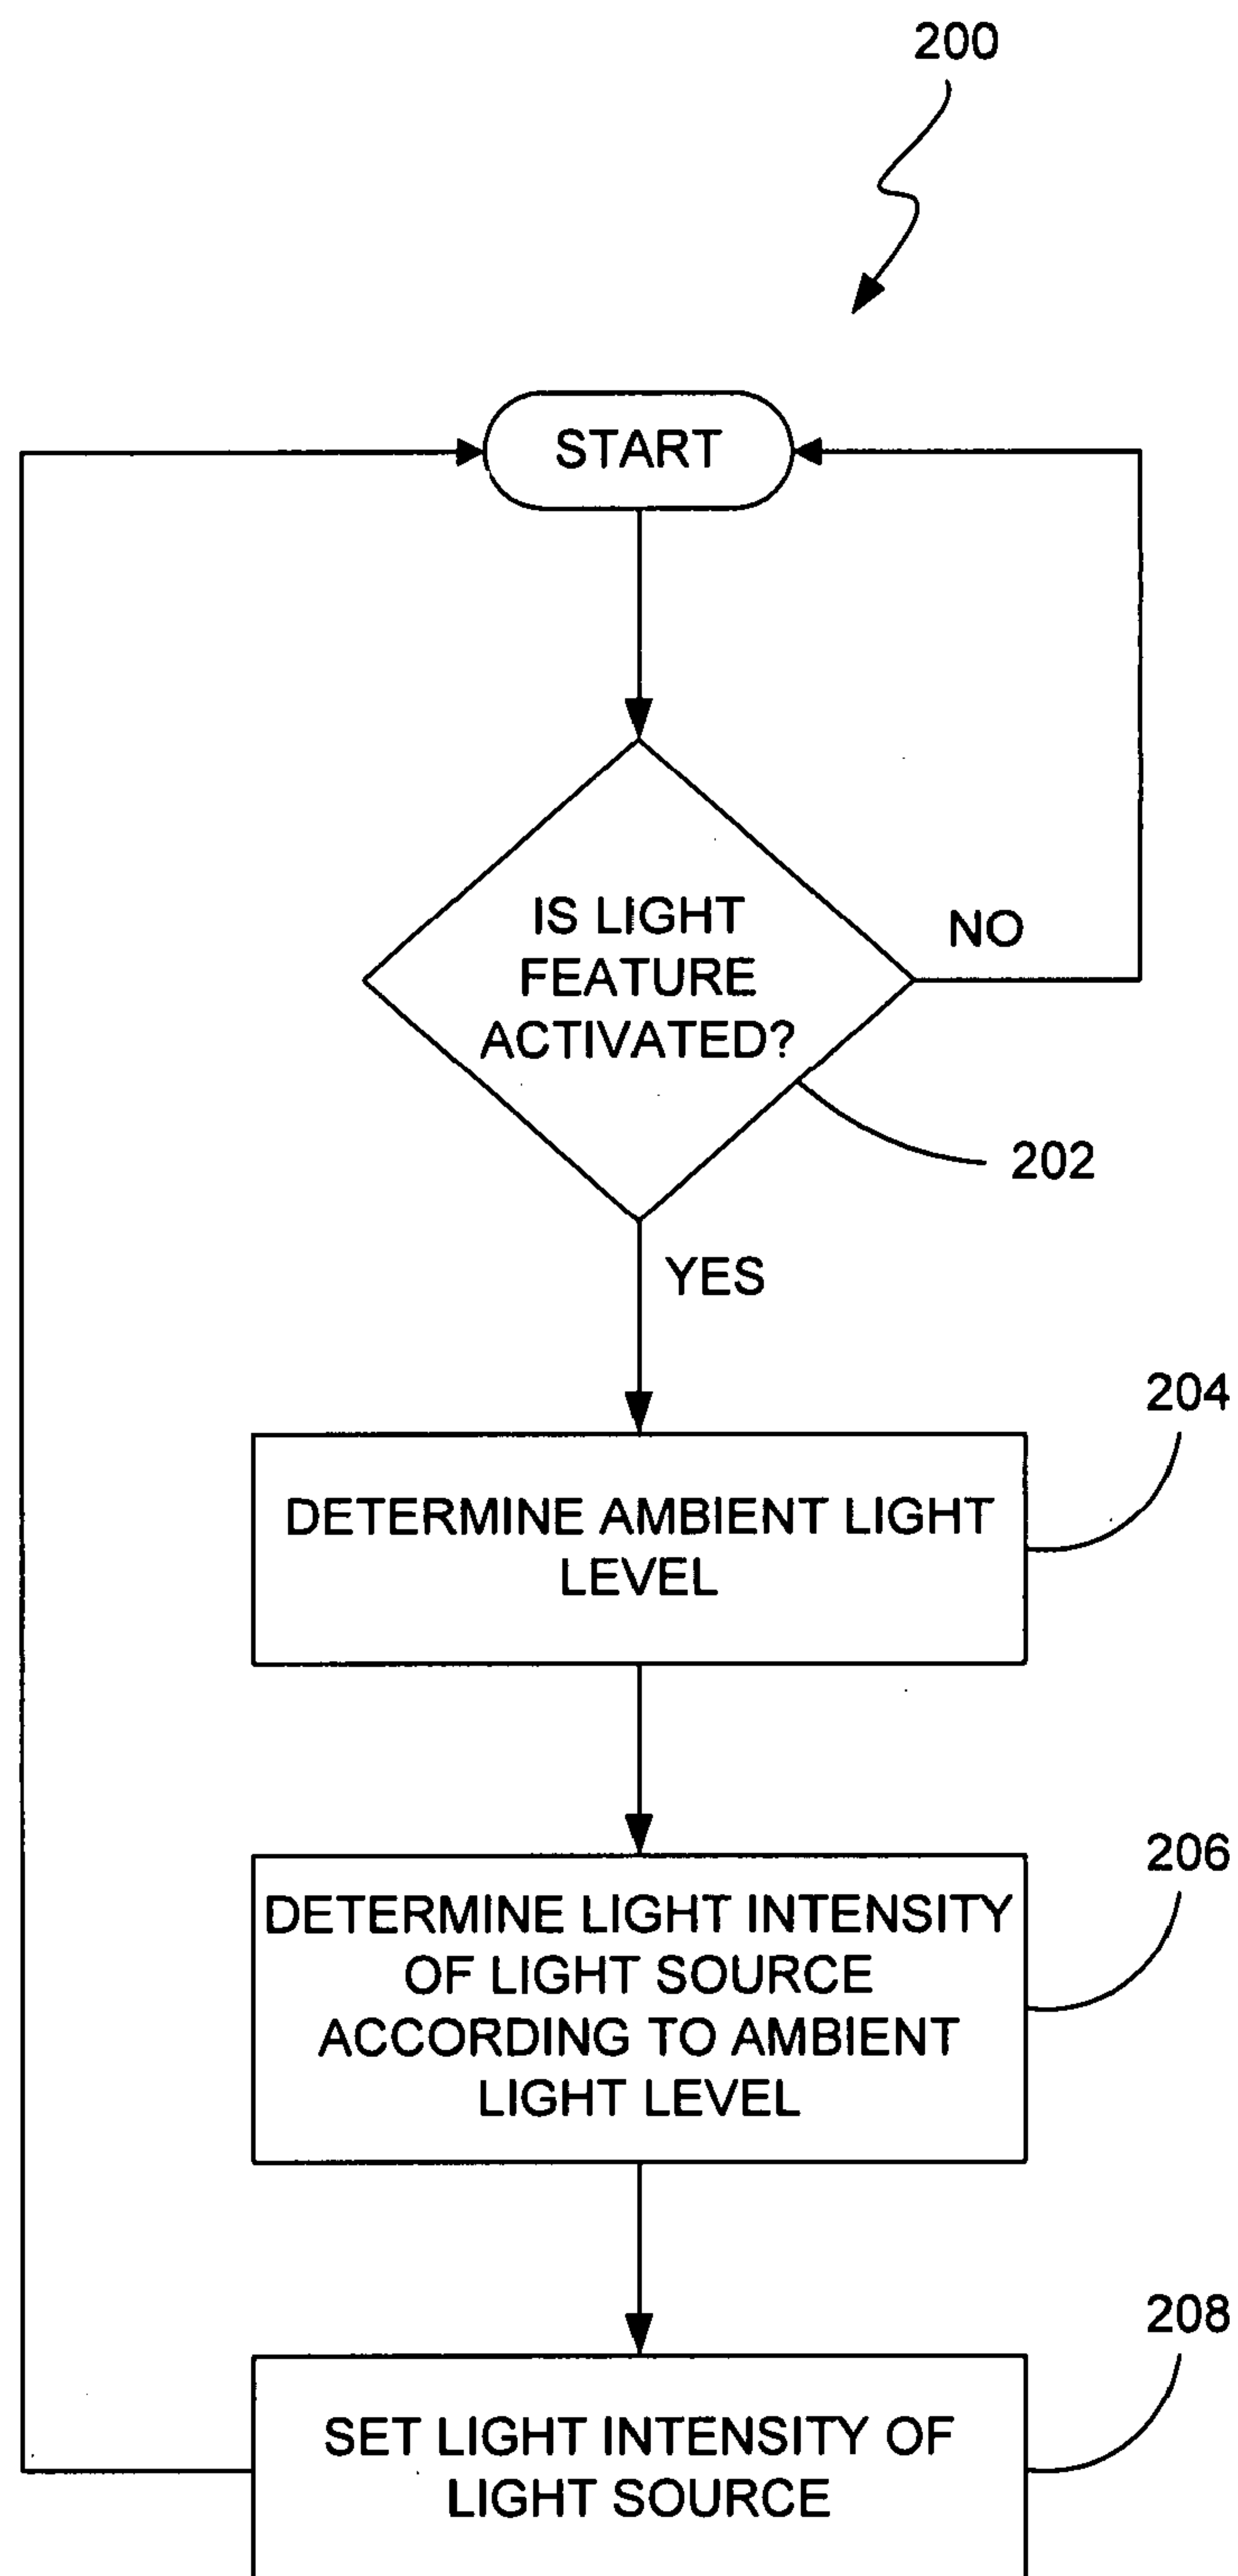 200
START
IS LIGHT
FEATURE
ACTIVATED?
NO
202
YES
204
DETERMINE AMBIENT LIGHT
LEVEL
206
DETERMINE LIGHT INTENSITY
OF LIGHT SOURCE
ACCORDING TO AMBIENT
LIGHT LEVEL
208
SET LIGHT INTENSITY OF
LIGHT SOURCE